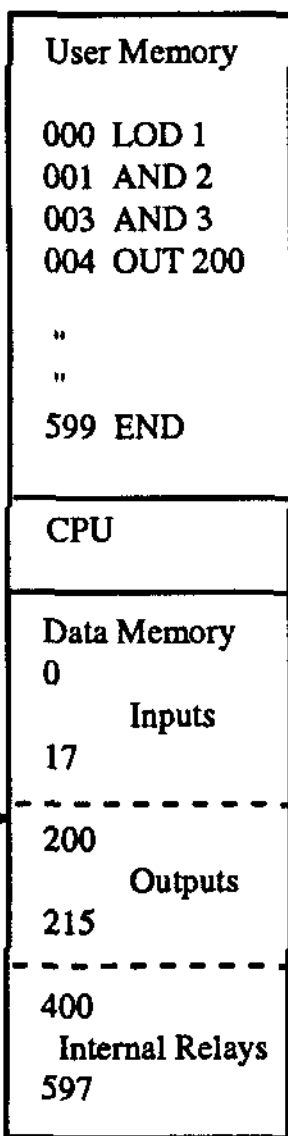 User Memory
000 LOD 1
001 AND 2
003 AND 3
004 OUT 200
"
"
599 END
CPU
Data Memory
0
Inputs
17
200
Outputs
215
400
Internal Relays
597